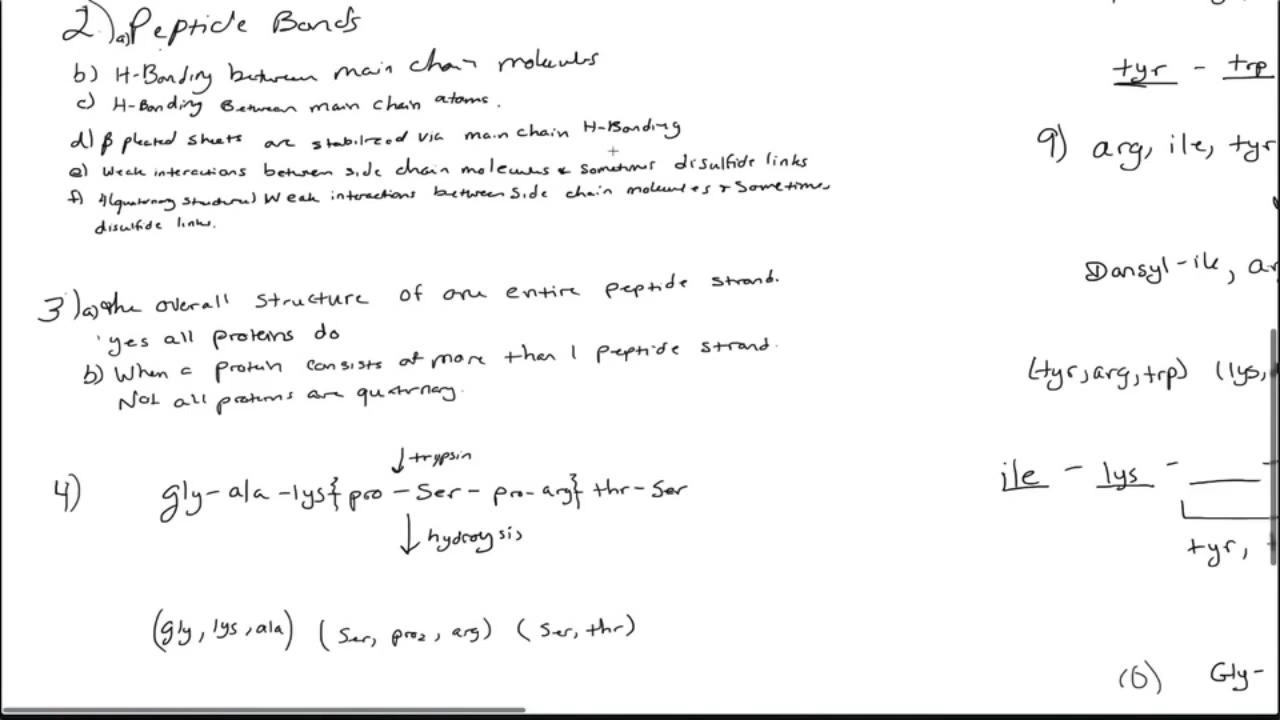 2) a) Peptide Bonds
b) H-Bonding between main chain molecules
c) H-Bonding Between main chain atoms.
d) β pleated sheets are stabilized via main chain H-Bonding
e) Weak interactions between side chain molecules & sometimes disulfide links
f) 4(quaternary structure) Weak interactions between side chain molecules & sometimes
disulfide links.
3) a) the overall structure of one entire peptide strand.
yes all proteins do
b) When a protein consists of more than 1 peptide strand.
Not all proteins are quaternary.
4) ↓ trypsin
gly-ala-lys{pro-Ser-pro-arg}thr-Ser
↓ hydroysis
(gly, lys, ala) (Ser, pro2, arg) (Ser, thr)
tyr - trp
9) arg, ile, tyr
Dansyl-ile, ar
(tyr, arg, trp) (lys,
ile - lys - ___ -
tyr,
(6) Gly-